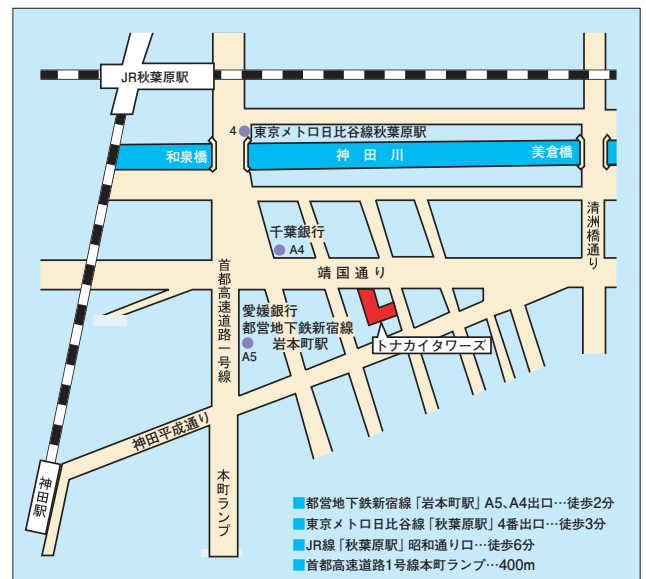 JR秋葉原駅
4
東京メトロ日比谷線秋葉原駅
和泉橋
神田川
美倉橋
清洲橋通り
千葉銀行
A4
靖国通り
首都高速道路一号線
愛媛銀行
都営地下鉄新宿線
岩本町駅
A5
トナカイタワーズ
神田平成通り
神田駅
本町ランプ
■都営地下鉄新宿線「岩本町駅」A5、A4出口…徒歩2分
■東京メトロ日比谷線「秋葉原駅」4番出口…徒歩3分
■JR線「秋葉原駅」昭和通り口…徒歩6分
■首都高速道路1号線本町ランプ…400m